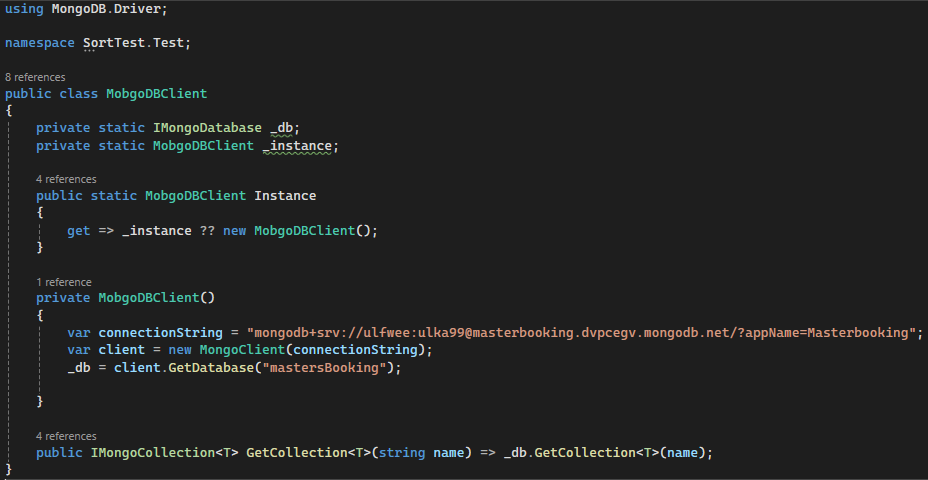 using MongoDB.Driver;
namespace SortTest.Test;
8 references
public class MobgoDBClient
{
private static IMongoDatabase _db;
private static MobgoDBClient _instance;
4 references
public static MobgoDBClient Instance
{
get => _instance ?? new MobgoDBClient();
}
1 reference
private MobgoDBClient()
{
var connectionString = "mongodb+srv://ulfwee:ulka99@masterbooking.dvpcegv.mongodb.net/?appName=Masterbooking";
var client = new MongoClient(connectionString);
_db = client.GetDatabase("mastersBooking");
}
4 references
public IMongoCollection<T> GetCollection<T>(string name) => _db.GetCollection<T>(name);
}